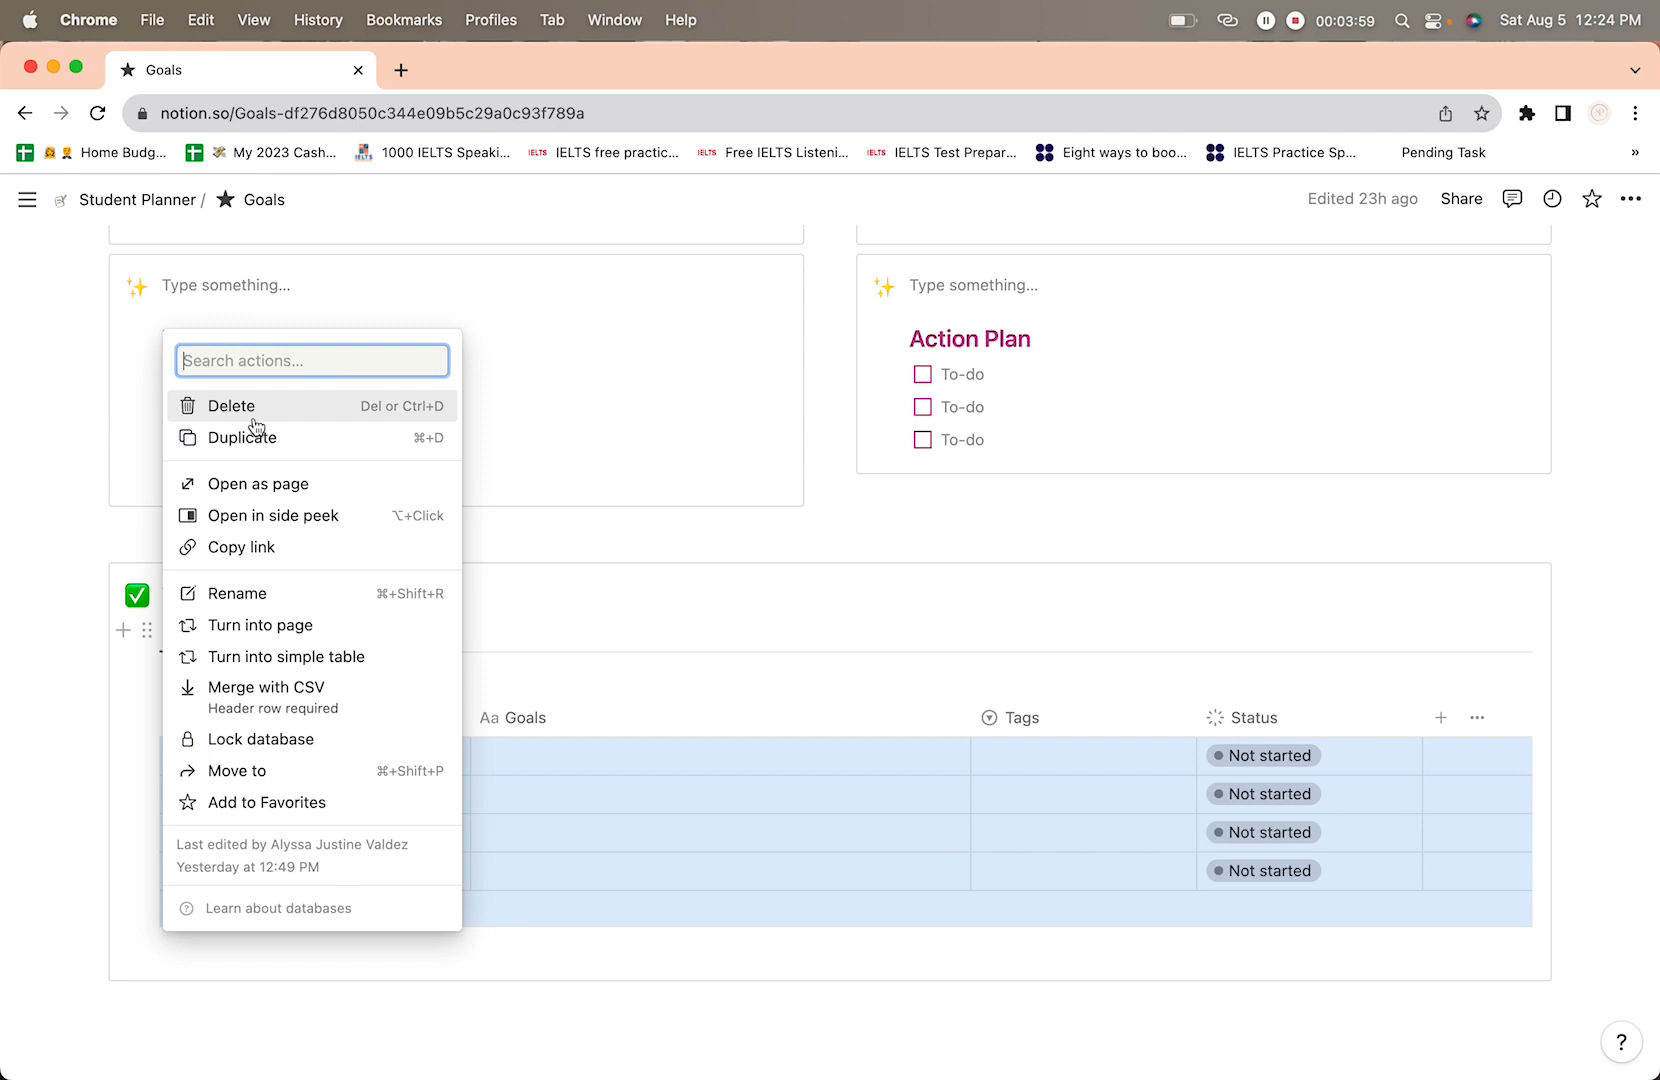 Chrome File Edit View History Bookmarks Profiles Tab Window Help 00:03:59 Sat Aug 5 12:24 PM
Goals
notion.so/Goals-df276d8050c344e09b5c29a0c93f789a
Home Budg... My 2023 Cash... IELTS 1000 IELTS Speaki... IELTS IELTS free practic... IELTS Free IELTS Listeni... IELTS IELTS Test Prepar... Eight ways to boo... IELTS Practice Sp... Pending Task »
Student Planner / Goals Edited 23h ago Share
Type something... Type something...
Action Plan
To-do
To-do
To-do
Search actions...
Delete Del or Ctrl+D
Duplicate ⌘+D
Open as page
Open in side peek ⌥+Click
Copy link
Rename ⌘+Shift+R
Turn into page
Turn into simple table
Merge with CSV
Header row required
Lock database
Move to ⌘+Shift+P
Add to Favorites
Last edited by Alyssa Justine Valdez
Yesterday at 12:49 PM
Learn about databases
Aa Goals Tags Status
Not started
Not started
Not started
Not started
?